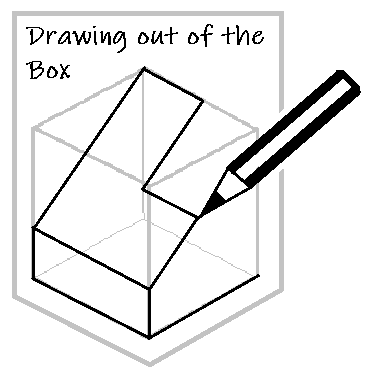 Drawing out of the
Box